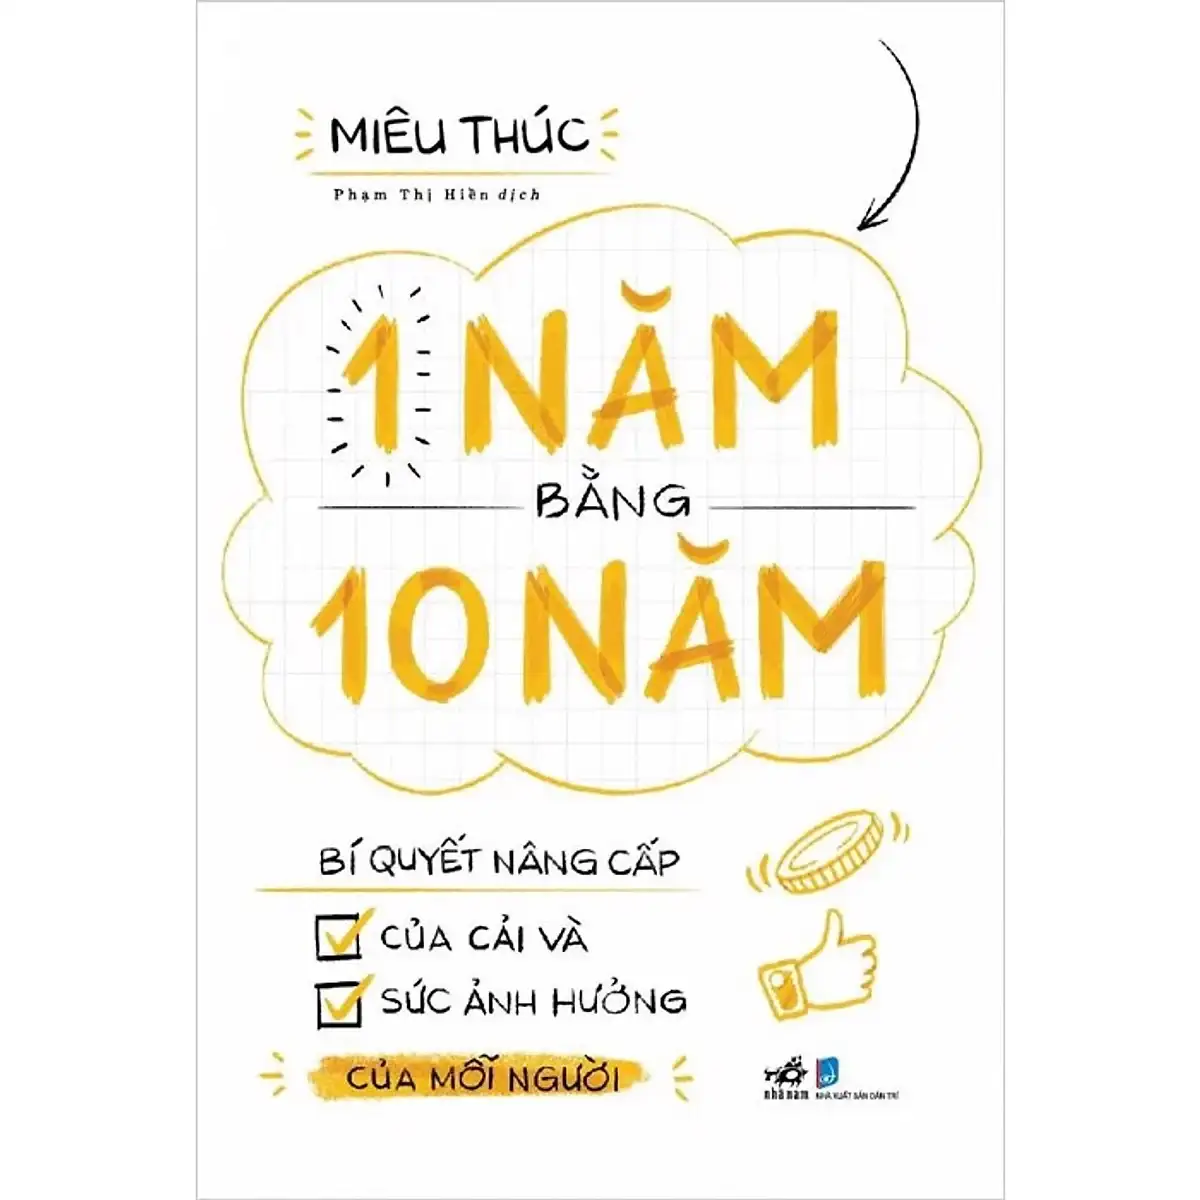 MIÊU THÚC
Phạm Thị Hiền dịch
1 NĂM
BẰNG
10 NĂM
BÍ QUYẾT NÂNG CẤP
CỦA CẢI VÀ
SỨC ẢNH HƯỞNG
CỦA MỖI NGƯỜI
nhã nam
NHÀ XUẤT BẢN DÂN TRÍ